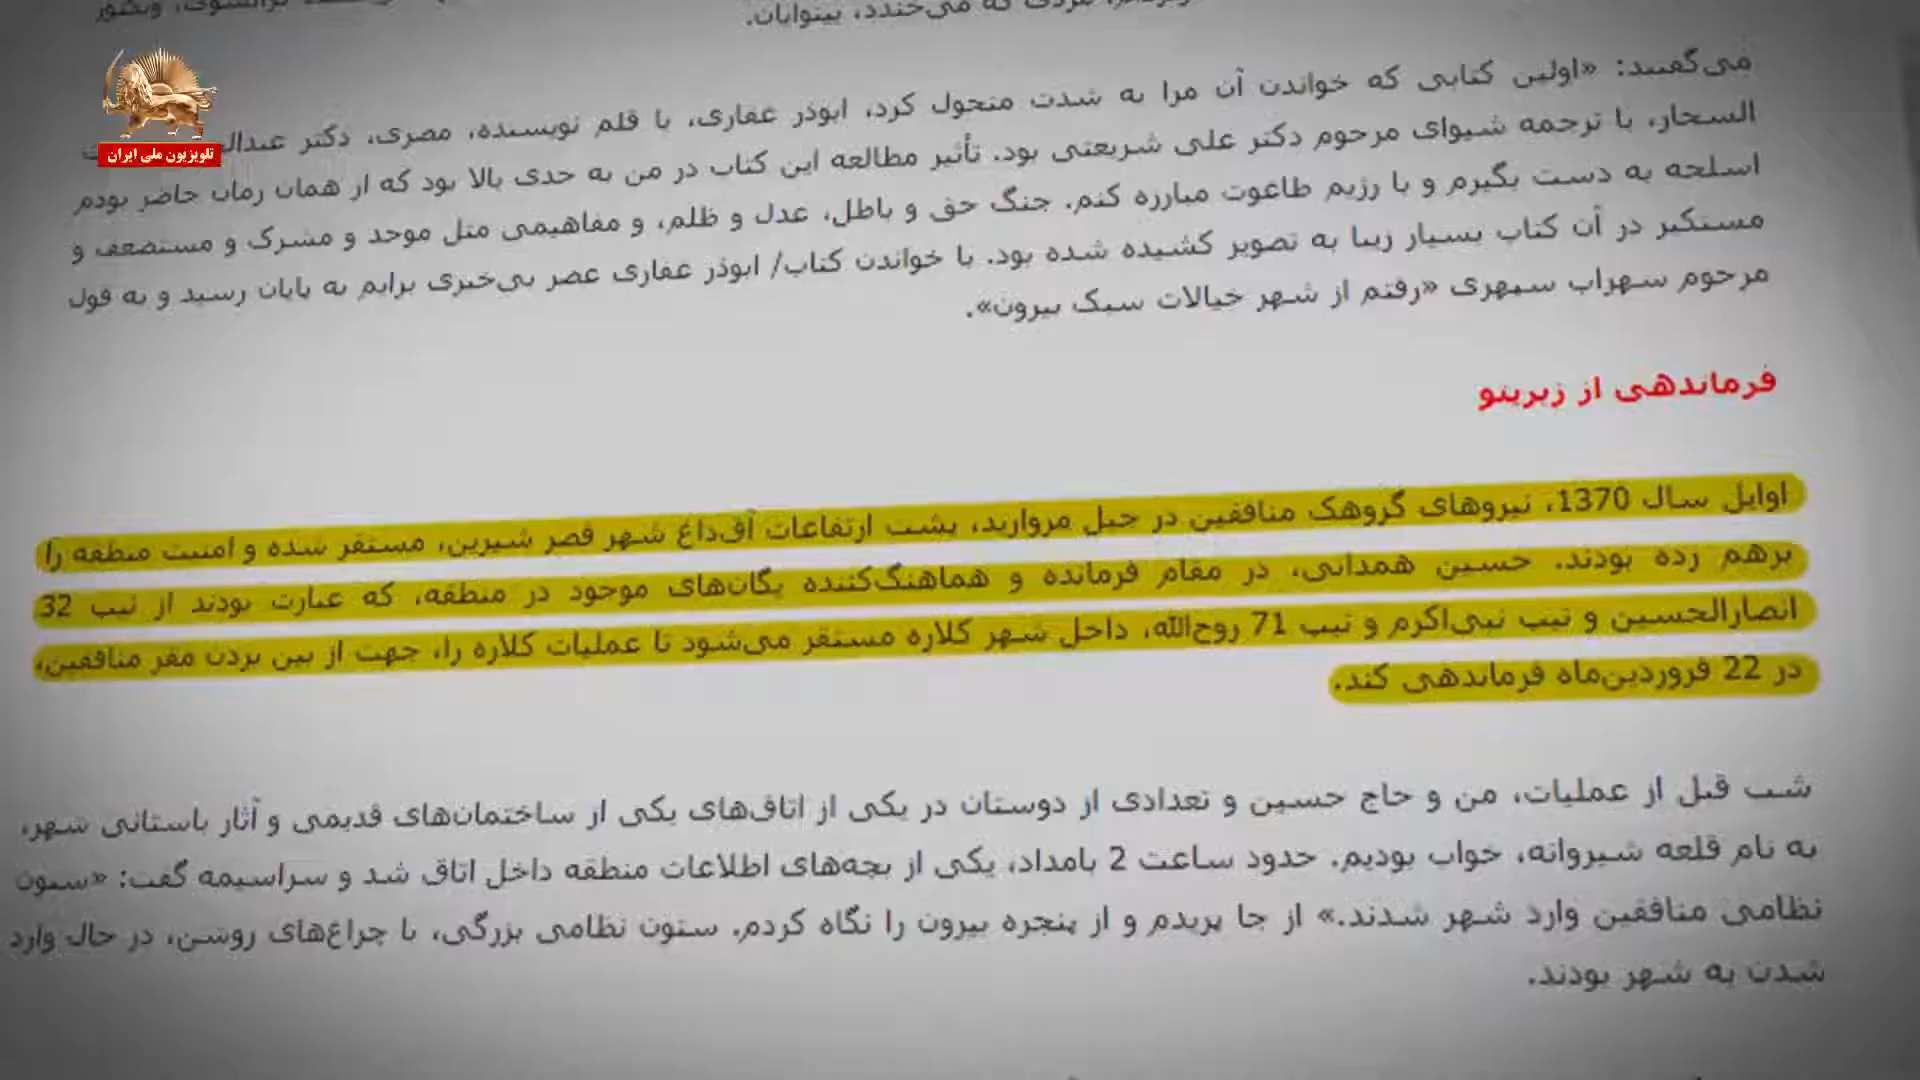 که می‌خندد، بینوایان.
تلویزیون ملی ایران
می‌گفتند: «اولین کتابی که خواندن آن مرا به شدت متحول کرد، ابوذر غفاری، با قلم نویسنده، مصری، دکتر
السحار، با ترجمه شیوای مرحوم دکتر علی شریعتی بود. تأثیر مطالعه این کتاب در من به حدی بالا بود که از همان زمان حاضر بودم
اسلحه به دست بگیرم و با رژیم طاغوت مبارزه کنم. جنگ حق و باطل، عدل و ظلم، و مفاهیمی مثل موحد و مشرک و مستضعف و
مستکبر در آن کتاب بسیار زیبا به تصویر کشیده شده بود. با خواندن کتاب/ ابوذر غفاری عصر بی‌خبری برایم به پایان رسید و به قول
مرحوم سهراب سپهری «رفتم از شهر خیالات سبک بیرون».
فرماندهی از زیرپتو
اوایل سال 1370، نیروهای گروهک منافقین در جبل مروارید، پشت ارتفاعات آق‌داغ شهر قصر شیرین، مستقر شده و امنیت منطقه را
برهم زده بودند. حسین همدانی، در مقام فرمانده و هماهنگ‌کننده یگان‌های موجود در منطقه، که عبارت بودند از تیپ 32
انصارالحسین و تیپ نبی‌اکرم و تیپ 71 روح‌الله، داخل شهر کلاره مستقر می‌شود تا عملیات کلاره را، جهت از بین بردن مقر منافقین،
در 22 فروردین‌ماه فرماندهی کند.
شب قبل از عملیات، من و حاج حسین و تعدادی از دوستان در یکی از اتاق‌های یکی از ساختمان‌های قدیمی و آثار باستانی شهر،
به نام قلعه شیروانه، خواب بودیم. حدود ساعت 2 بامداد، یکی از بچه‌های اطلاعات منطقه داخل اتاق شد و سراسیمه گفت: «ستون
نظامی منافقین وارد شهر شدند.» از جا پریدم و از پنجره بیرون را نگاه کردم. ستون نظامی بزرگی، با چراغ‌های روشن، در حال وارد
شدن به شهر بودند.